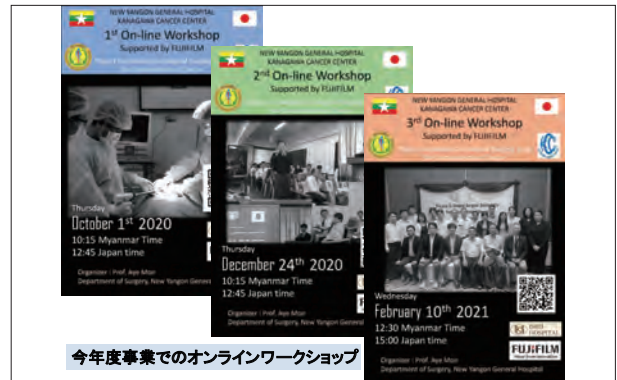 NEW YANGON GENERAL HOSPITAL
KANAGAWA CANCER CENTER
1st On-line Workshop
Supported by FUJIFILM
Thursday
October 1st 2020
10:15 Myanmar Time
12:45 Japan time
Organizer : Prof. Aye Mon
Department of Surgery, New Yangon
NEW YANGON GENERAL HOSPITAL
KANAGAWA CANCER CENTER
2nd On-line Workshop
Supported by FUJIFILM
Thursday
December 24th 2020
10:15 Myanmar Time
12:45 Japan time
Organizer : Prof. Aye Mon
Department of Surgery, New Yangon General
NEW YANGON GENERAL HOSPITAL
KANAGAWA CANCER CENTER
3rd On-line Workshop
Supported by FUJIFILM
Wednesday
February 10th 2021
12:30 Myanmar Time
15:00 Japan time
HOSPITAL
FUJIFILM
Organizer : Prof. Aye Mon
Department of Surgery, New Yangon General Hospital
今年度事業でのオンラインワークショップ